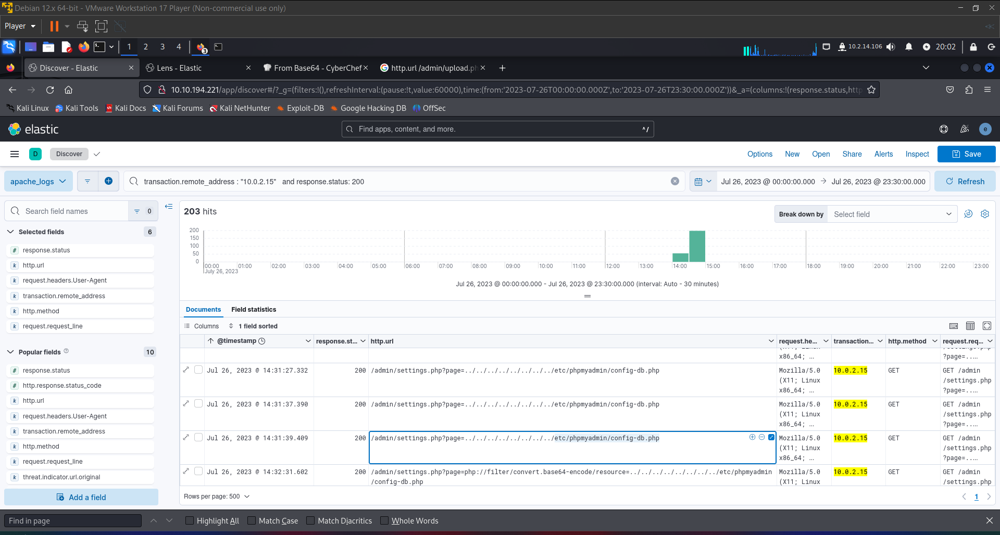 Debian 12.x 64-bit - VMware Workstation 17 Player (Non-commercial use only)
Player
1 2 3 4 3 10.2.14.106 20:02
Discover - Elastic Lens - Elastic From Base64 - CyberChef http.url /admin/upload.ph
10.10.194.221/app/discover#/?_g=(filters:!(),refreshInterval:(pause:!t,value:60000),time:(from:'2023-07-26T00:00:00.000Z',to:'2023-07-26T23:30:00.000Z'))&_a=(columns:!(response.status,http
Kali Linux Kali Tools Kali Docs Kali Forums Kali NetHunter Exploit-DB Google Hacking DB OffSec
elastic Find apps, content, and more. ^/ e
D Discover Options New Open Share Alerts Inspect Save
apache_logs transaction.remote_address : "10.0.2.15" and response.status: 200 Jul 26, 2023 @ 00:00:00.000 → Jul 26, 2023 @ 23:30:00.000 Refresh
Search field names 0
203 hits
Break down by Select field
Selected fields 6
# response.status
k http.url
k request.headers.User-Agent
k transaction.remote_address
k http.method
k request.request_line
Popular fields 10
# response.status
# http.response.status_code
k http.url
k request.headers.User-Agent
k transaction.remote_address
k http.method
k request.request_line
threat.indicator.url.original
Add a field
200
150
100
50
0
00:00 01:00 02:00 03:00 04:00 05:00 06:00 07:00 08:00 09:00 10:00 11:00 12:00 13:00 14:00 15:00 16:00 17:00 18:00 19:00 20:00 21:00 22:00 23:00
July 26, 2023
Jul 26, 2023 @ 00:00:00.000 - Jul 26, 2023 @ 23:30:00.000 (interval: Auto - 30 minutes)
Documents Field statistics
Columns 1 field sorted
@timestamp response.st... http.url request.he... transaction... http.method request.req...
x86_64; ... ?page=..…
Jul 26, 2023 @ 14:31:27.332 200 /admin/settings.php?page=../../../../../../../../etc/phpmyadmin/config-db.php Mozilla/5.0 10.0.2.15 GET GET /admin
(X11; Linux /settings.php
x86_64; ... ?page=..…
Jul 26, 2023 @ 14:31:37.390 200 /admin/settings.php?page=../../../../../../../../etc/phpmyadmin/config-db.php Mozilla/5.0 10.0.2.15 GET GET /admin
(X11; Linux /settings.php
x86_64; ... ?page=..…
Jul 26, 2023 @ 14:31:39.409 200 /admin/settings.php?page=../../../../../../../../etc/phpmyadmin/config-db.php Mozilla/5.0 10.0.2.15 GET GET /admin
(X11; Linux /settings.php
x86_64; ... ?page=..…
Jul 26, 2023 @ 14:32:31.602 200 /admin/settings.php?page=php://filter/convert.base64-encode/resource=../../../../../../../../etc/phpmyadmin Mozilla/5.0 10.0.2.15 GET GET /admin
/config-db.php (X11; Linux /settings.php
Rows per page: 500 1
Find in page Highlight All Match Case Match Diacritics Whole Words